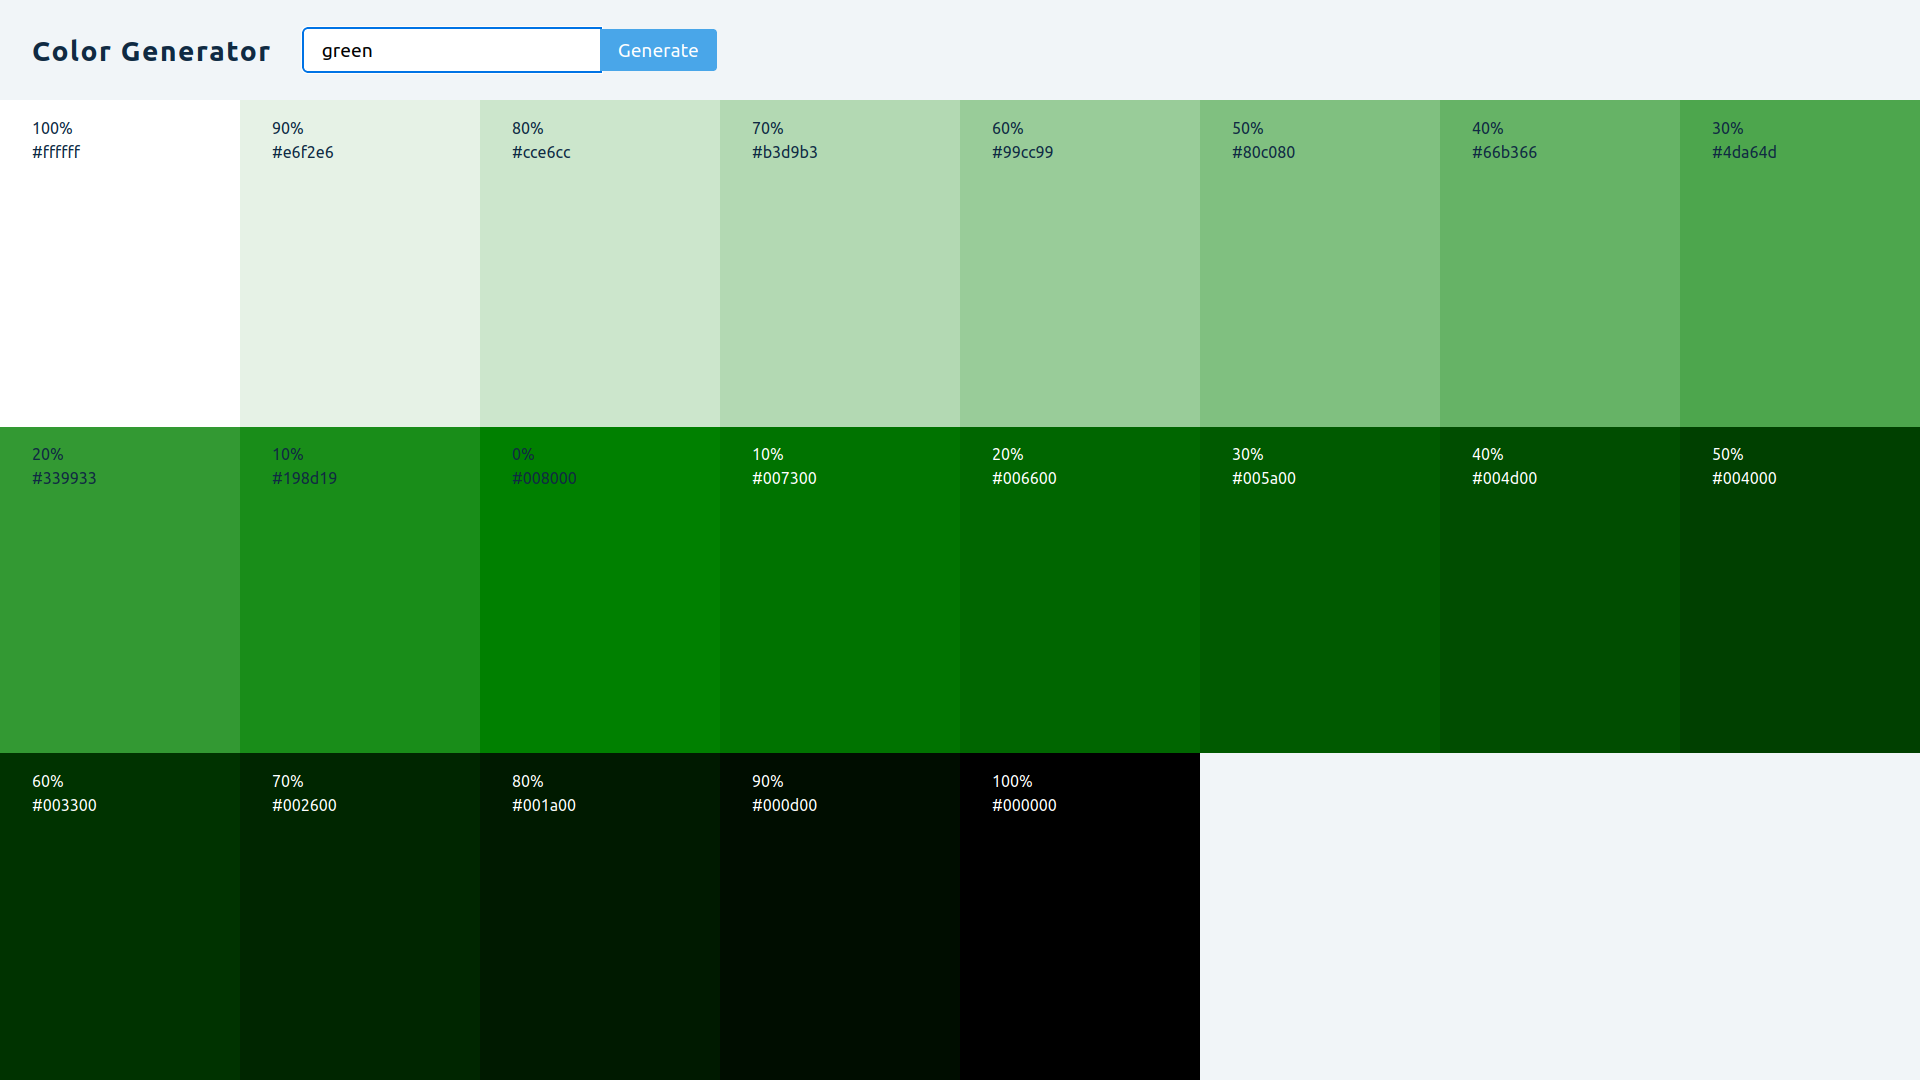 Color Generator
green
Generate
100%
#ffffff
90%
#e6f2e6
80%
#cce6cc
70%
#b3d9b3
60%
#99cc99
50%
#80c080
40%
#66b366
30%
#4da64d
20%
#339933
10%
#198d19
0%
#008000
10%
#007300
20%
#006600
30%
#005a00
40%
#004d00
50%
#004000
60%
#003300
70%
#002600
80%
#001a00
90%
#000d00
100%
#000000